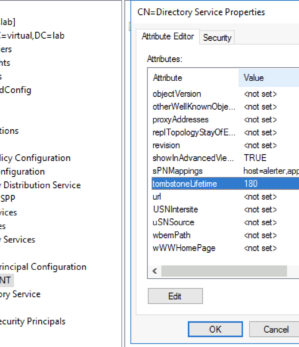 lab]
=virtual,DC=lab
ers
nts
s
dConfig
tions
licy Configuration
nfiguration
y Distribution Service
SPP
vices
es
Services
rincipal Configuration
NT
ory Service
ecurity Principals
CN=Directory Service Properties
Attribute Editor Security
Attributes:
Attribute Value
objectVersion <not set>
otherWellKnownObje... <not set>
proxyAddresses <not set>
replTopologyStayOfE... <not set>
revision <not set>
showInAdvancedVie... TRUE
sPNMappings host=alerter,app
tombstoneLifetime 180
url <not set>
USNIntersite <not set>
uSNSource <not set>
wbemPath <not set>
wWWHomePage <not set>
Edit
OK Cancel